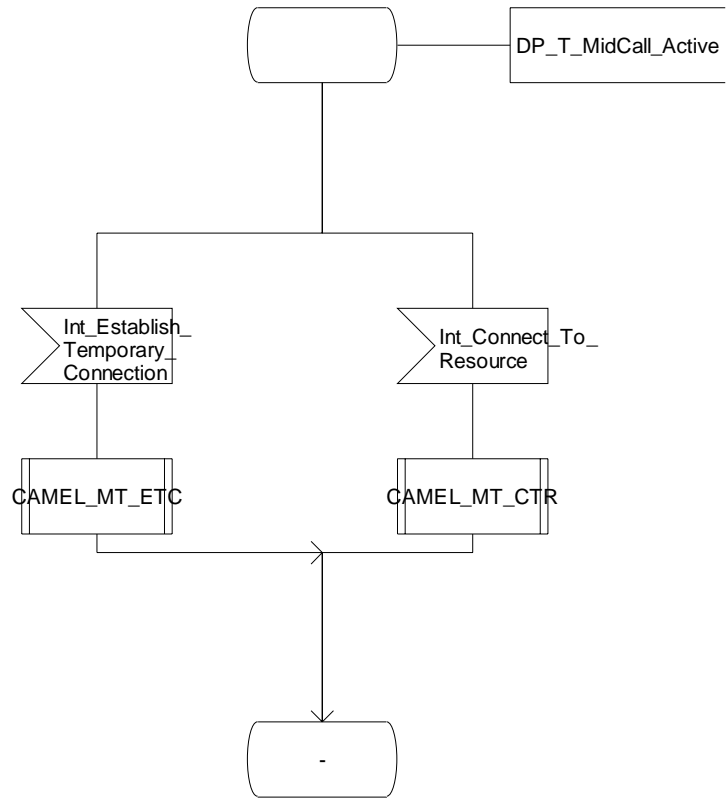 DP_T_MidCall_Active
Int_Establish_
Temporary_
Connection
Int_Connect_To_
Resource
CAMEL_MT_ETC
CAMEL_MT_CTR
-